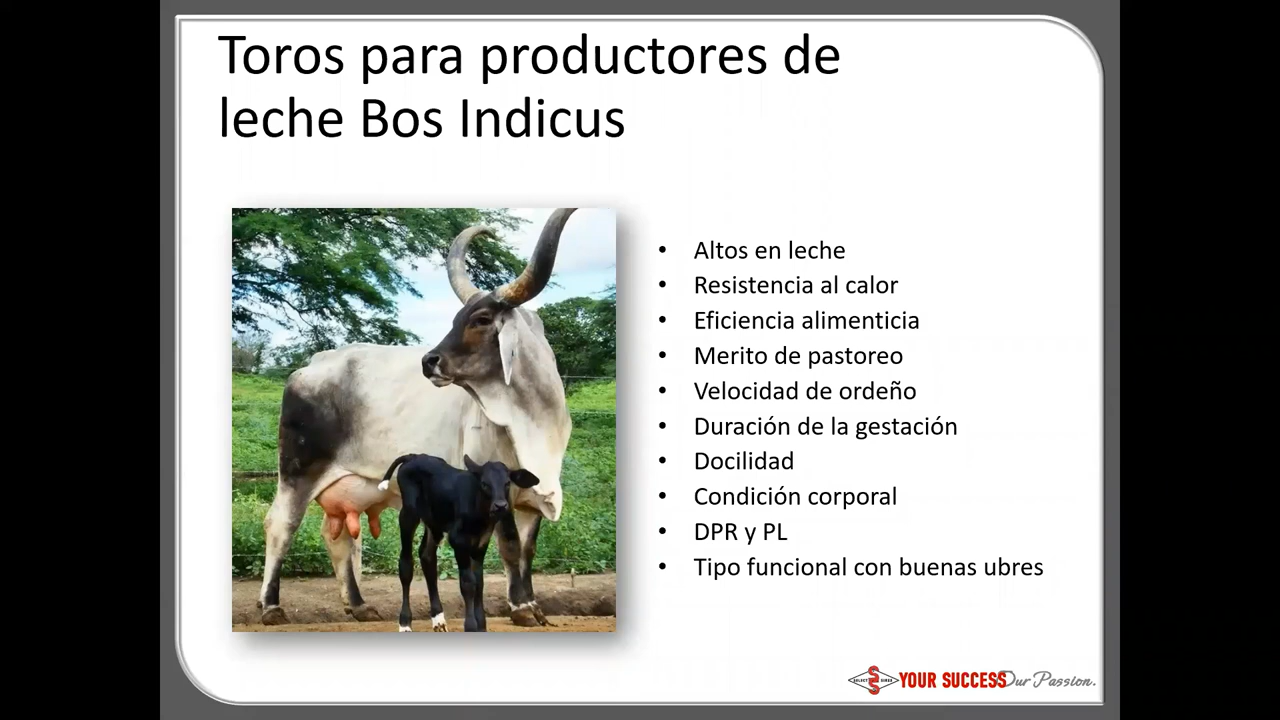 Toros para productores de
leche Bos Indicus
• Altos en leche
• Resistencia al calor
• Eficiencia alimenticia
• Merito de pastoreo
• Velocidad de ordeño
• Duración de la gestación
• Docilidad
• Condición corporal
• DPR y PL
• Tipo funcional con buenas ubres
SELECT SIRES YOUR SUCCESS Our Passion.